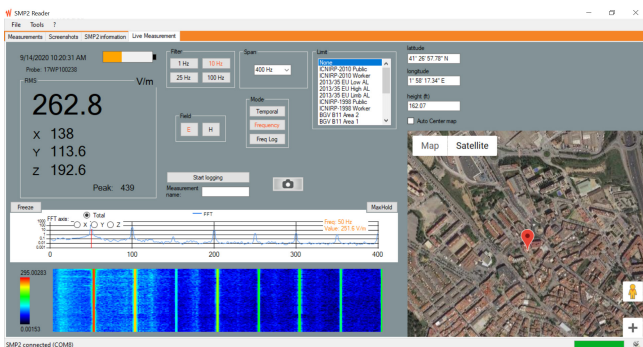 SMP2 Reader
File Tools ?
Measurements Screenshots SMP2 information Live Measurement
9/14/2020 10:20:31 AM
Probe: 17WP100238
RMS
V/m
262.8
X 138
Y 113.6
Z 192.6
Peak: 439
Filter
1 Hz 10 Hz
25 Hz 100 Hz
Span
400 Hz
Field
E H
Mode
Temporal
Frequency
Freq Log
Limit
None
ICNIRP-2010 Public
ICNIRP-2010 Worker
2013/35 EU Low AL
2013/35 EU High AL
2013/35 EU Limb AL
ICNIRP-1998 Public
ICNIRP-1998 Worker
BGV B11 Area 2
BGV B11 Area 1
Start logging
Measurement name:
latitude
41° 26' 57.78" N
longitude
1° 58' 17.34" E
height (ft)
162.07
Auto Center map
Map Satellite
Freeze
MaxHold
FFT axis: Total
X Y Z
FFT
Freq: 50 Hz
Value: 251.6 V/m
0 100 200 300 400
295.00283
0.00153
SMP2 connected (COM8)